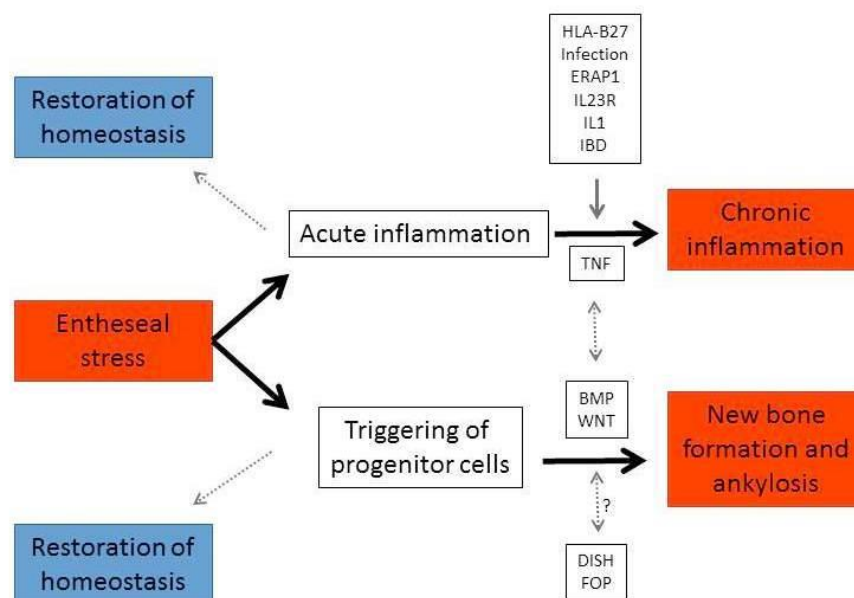 HLA-B27
Infection
ERAP1
IL23R
IL1
IBD
Restoration of
homeostasis
Acute inflammation
TNF
Chronic
inflammation
Entheseal
stress
BMP
WNT
Triggering of
progenitor cells
New bone
formation and
ankylosis
?
Restoration of
homeostasis
DISH
FOP